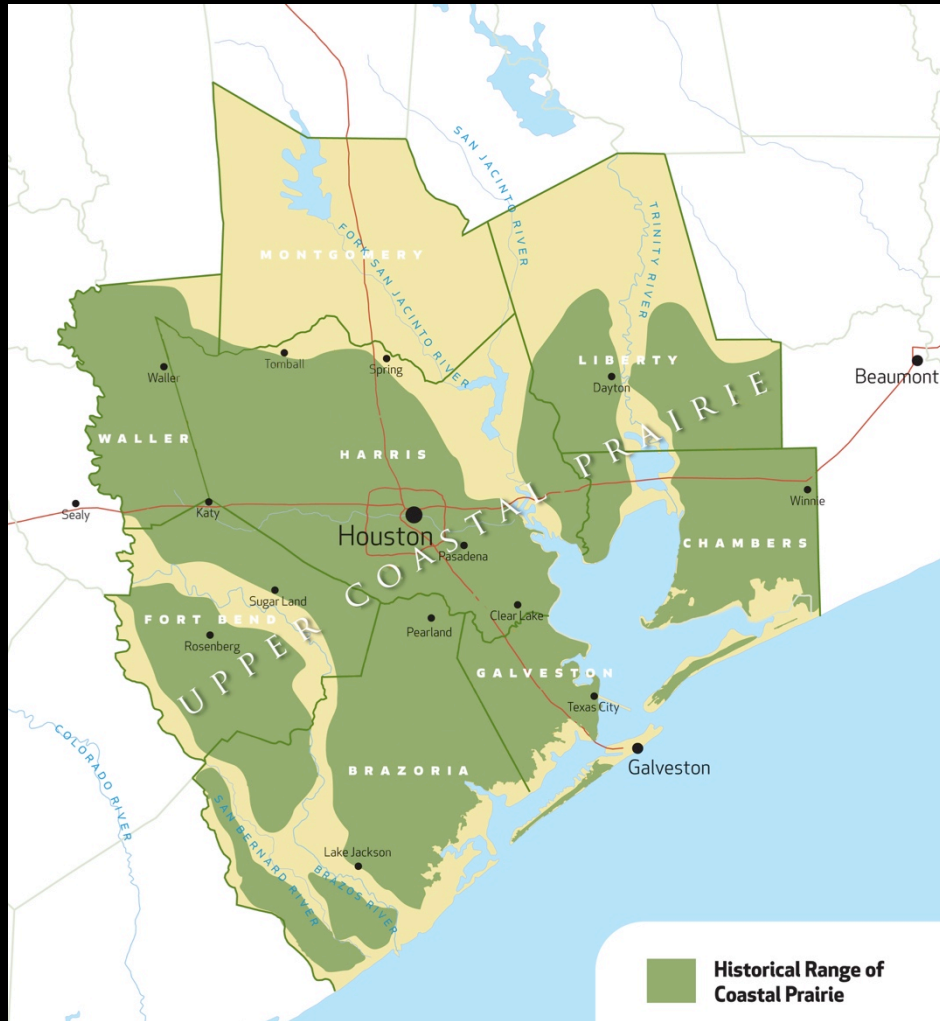 SAN JACINTO RIVER
TRINITY RIVER
MONTGOMERY
FORK SAN JACINTO RIVER
Waller
Tomball
Spring
LIBERTY
Dayton
Beaumont
WALLER
HARRIS
UPPER COASTAL PRAIRIE
Sealy
Katy
Houston
Pasadena
Winnie
CHAMBERS
Sugar Land
FORT BEND
Rosenberg
Pearland
Clear Lake
GALVESTON
Texas City
COLORADO RIVER
BRAZORIA
Galveston
SAN BERNARD RIVER
Lake Jackson
BRAZOS RIVER
Historical Range of
Coastal Prairie